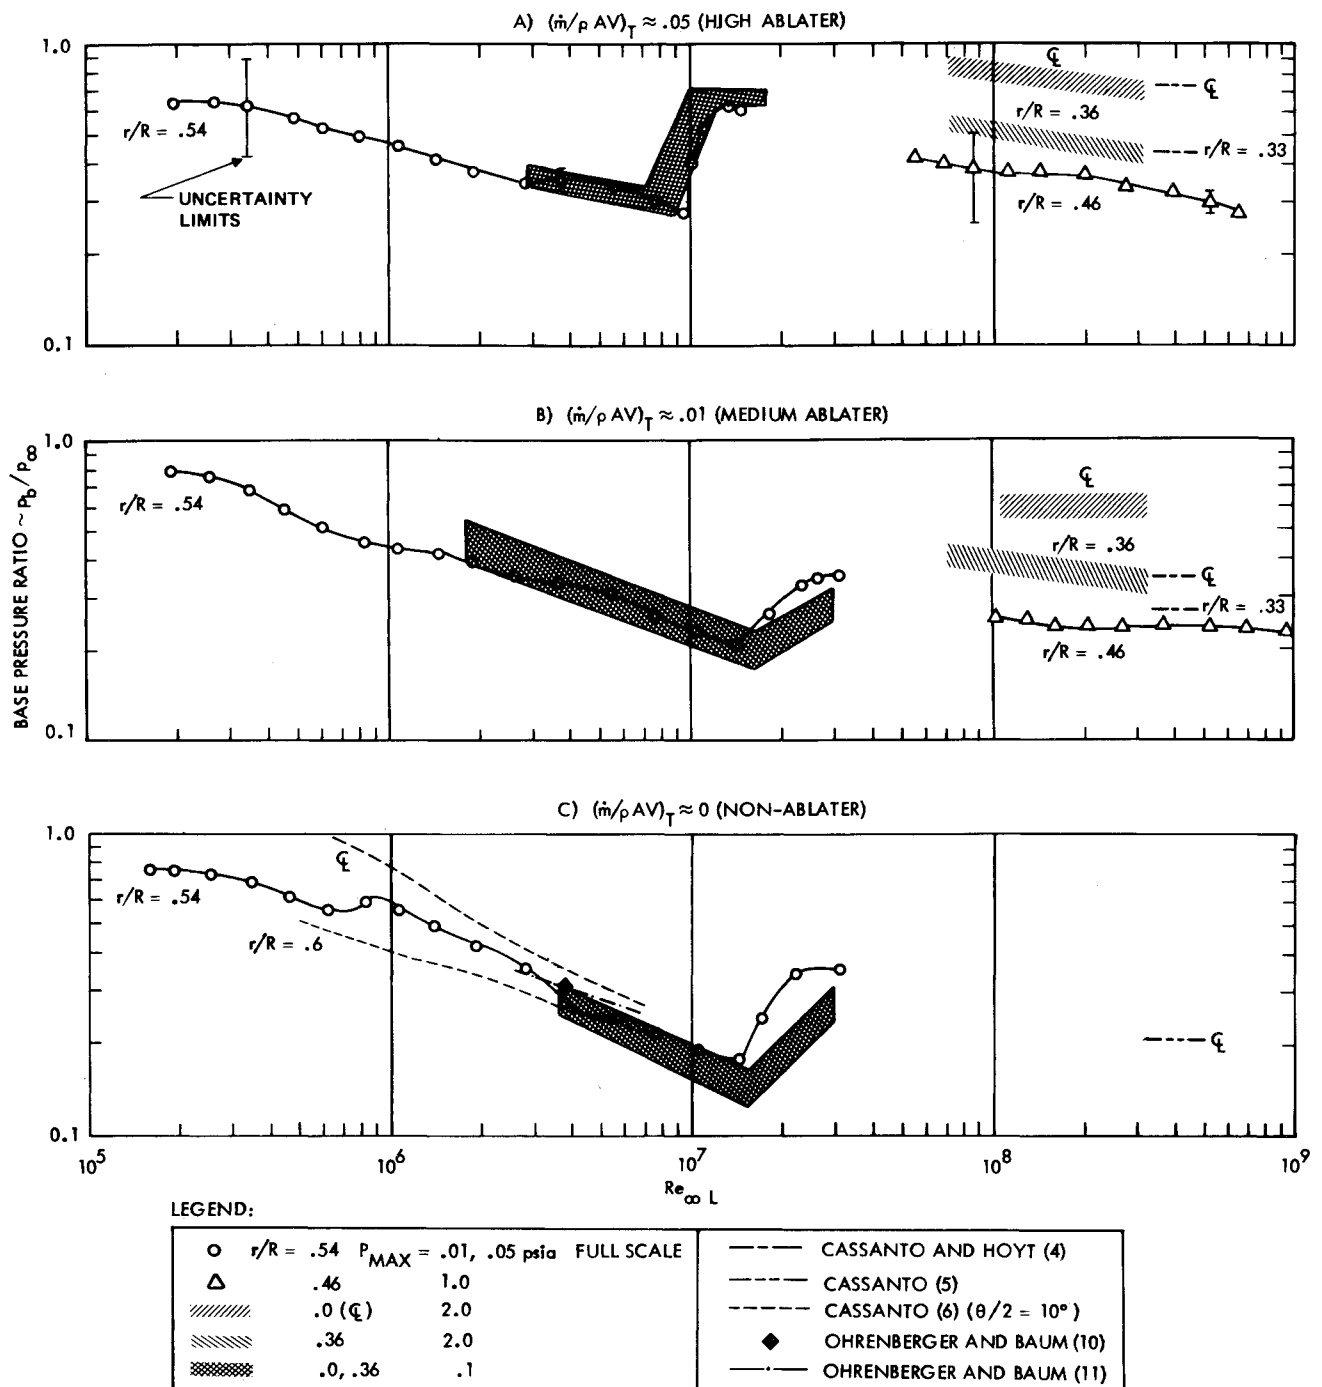 A) (ṁ/ρ AV)T ≈ .05 (HIGH ABLATER)
1.0
0.1
r/R = .54
UNCERTAINTY
LIMITS
℄
r/R = .36
℄
r/R = .33
r/R = .46
B) (ṁ/ρ AV)T ≈ .01 (MEDIUM ABLATER)
BASE PRESSURE RATIO ~ pb/p∞
1.0
0.1
r/R = .54
℄
r/R = .36
℄
r/R = .33
r/R = .46
C) (ṁ/ρ AV)T ≈ 0 (NON-ABLATER)
1.0
0.1
℄
r/R = .54
r/R = .6
℄
10⁵ 10⁶ 10⁷ 10⁸ 10⁹
Re∞ L
LEGEND:
r/R = .54 PMAX = .01, .05 psia FULL SCALE
.46 1.0
.0 (℄) 2.0
.36 2.0
.0, .36 .1
CASSANTO AND HOYT (4)
CASSANTO (5)
CASSANTO (6) (θ/2 = 10°)
OHRENBERGER AND BAUM (10)
OHRENBERGER AND BAUM (11)